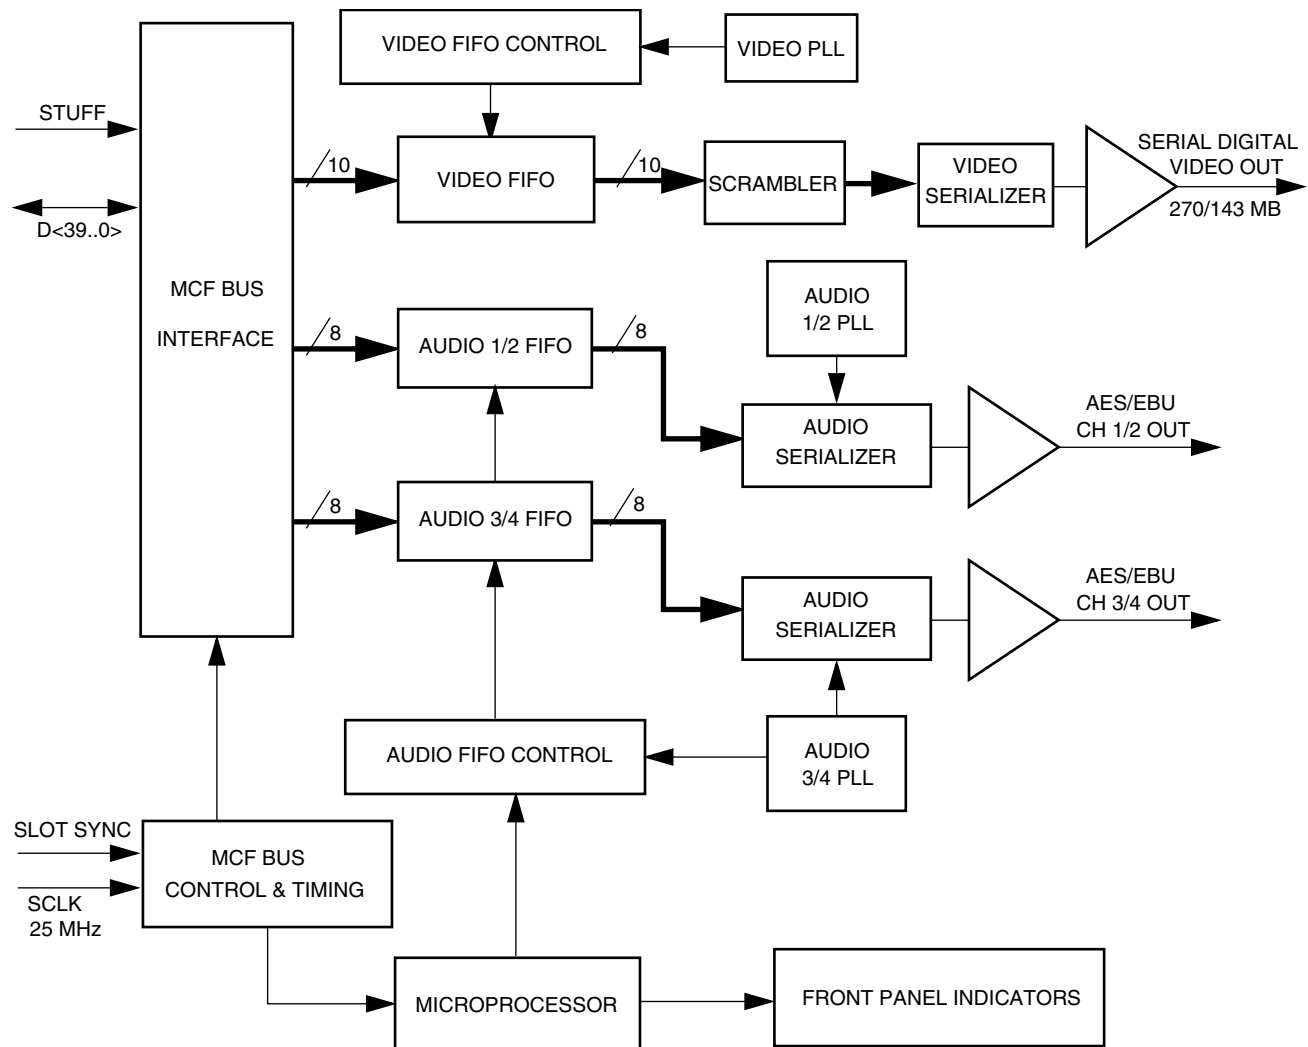 VIDEO FIFO CONTROL
VIDEO PLL
STUFF
D<39..0>
MCF BUS
INTERFACE
10
VIDEO FIFO
10
SCRAMBLER
VIDEO
SERIALIZER
SERIAL DIGITAL
VIDEO OUT
270/143 MB
AUDIO
1/2 PLL
8
AUDIO 1/2 FIFO
8
AUDIO
SERIALIZER
AES/EBU
CH 1/2 OUT
8
AUDIO 3/4 FIFO
8
AUDIO
SERIALIZER
AES/EBU
CH 3/4 OUT
AUDIO FIFO CONTROL
AUDIO
3/4 PLL
SLOT SYNC
SCLK
25 MHz
MCF BUS
CONTROL & TIMING
MICROPROCESSOR
FRONT PANEL INDICATORS